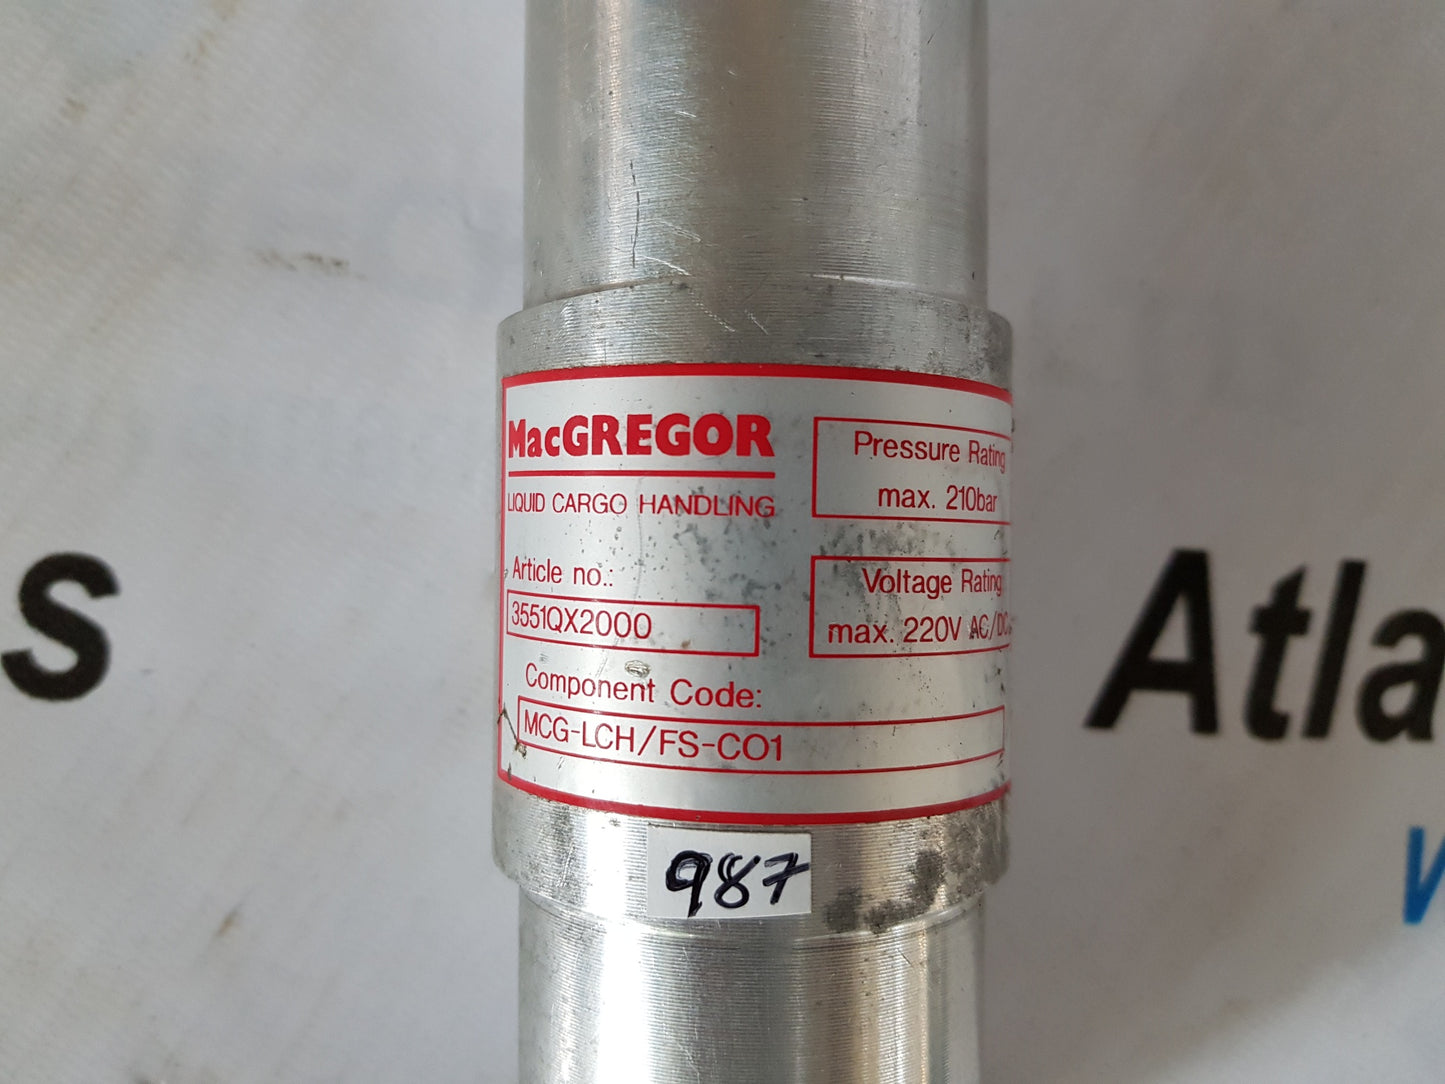 MacGREGOR
LIQUID CARGO HANDLING
Pressure Rating
max. 210bar
Article no.:
3551QX2000
Voltage Rating
max. 220V AC/DC
Component Code:
MCG-LCH/FS-CO1
987
s
Atla
w